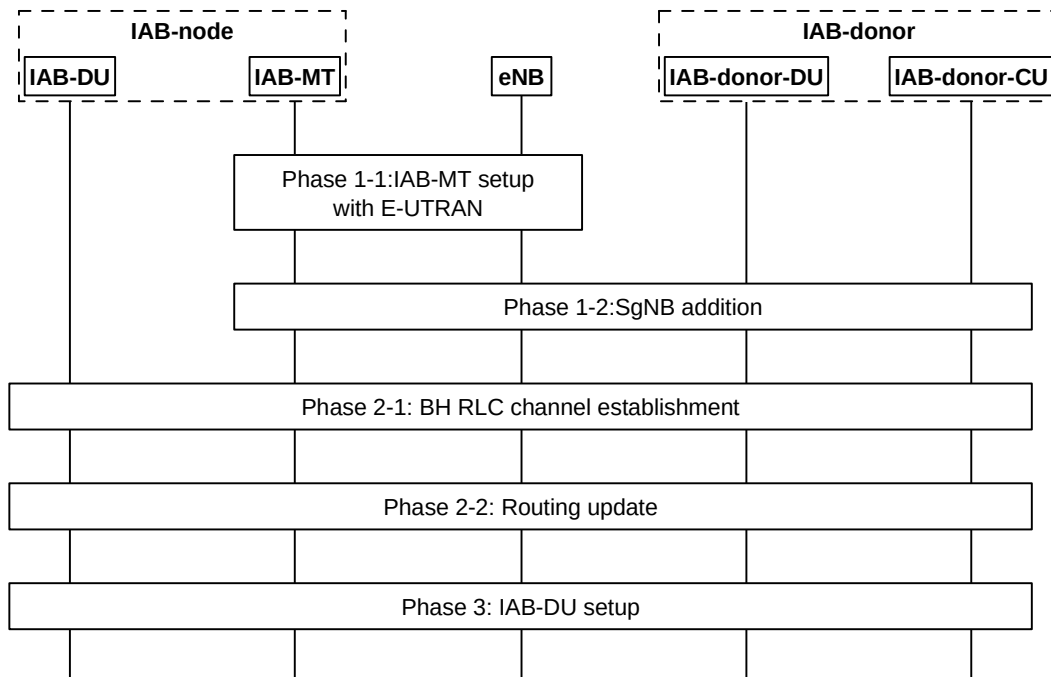 IAB-node
IAB-donor
IAB-DU
IAB-MT
eNB
IAB-donor-DU
IAB-donor-CU
Phase 1-1:IAB-MT setup
with E-UTRAN
Phase 1-2:SgNB addition
Phase 2-1: BH RLC channel establishment
Phase 2-2: Routing update
Phase 3: IAB-DU setup